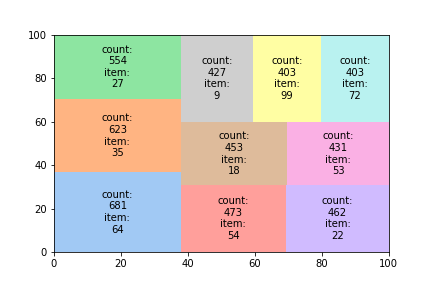 100
80
60
40
20
0
0
20
40
60
80
100
count:
554
item:
27
count:
427
item:
9
count:
403
item:
99
count:
403
item:
72
count:
623
item:
35
count:
453
item:
18
count:
431
item:
53
count:
681
item:
64
count:
473
item:
54
count:
462
item:
22